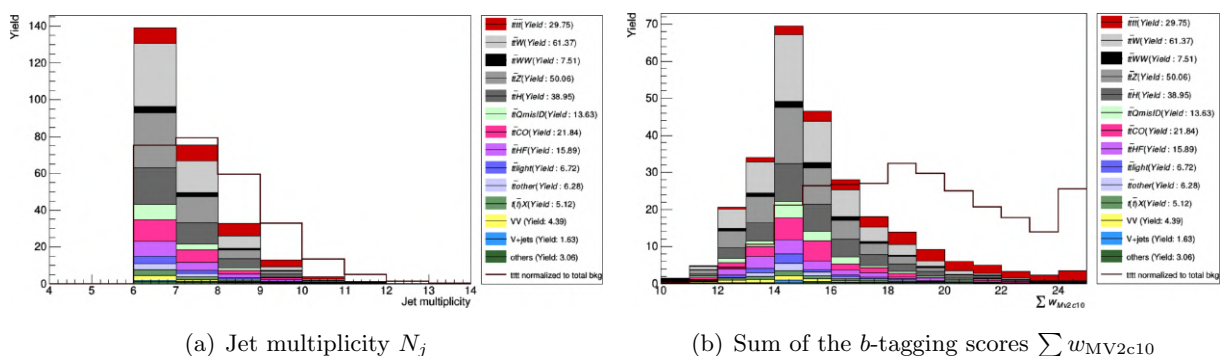 Yield
140
120
100
80
60
40
20
0
4 5 6 7 8 9 10 11 12 13 14
Jet multiplicity
tt̄tt̄(Yield : 29.75)
tt̄W(Yield : 61.37)
tt̄WW(Yield : 7.51)
tt̄Z(Yield : 50.06)
tt̄H(Yield : 38.95)
tt̄QmisID(Yield : 13.63)
tt̄CO(Yield : 21.84)
tt̄HF(Yield : 15.89)
tt̄light(Yield : 6.72)
tt̄other(Yield : 6.28)
t(t̄)X(Yield : 5.12)
VV (Yield: 4.39)
V+jets (Yield: 1.63)
others (Yield: 3.06)
tttt normalized to total bkg
(a) Jet multiplicity Nj
Yield
70
60
50
40
30
20
10
0
10 12 14 16 18 20 22 24
∑ wMv2c10
tt̄tt̄(Yield : 29.75)
tt̄W(Yield : 61.37)
tt̄WW(Yield : 7.51)
tt̄Z(Yield : 50.06)
tt̄H(Yield : 38.95)
tt̄QmisID(Yield : 13.63)
tt̄CO(Yield : 21.84)
tt̄HF(Yield : 15.89)
tt̄light(Yield : 6.72)
tt̄other(Yield : 6.28)
t(t̄)X(Yield : 5.12)
VV (Yield: 4.39)
V+jets (Yield: 1.63)
others (Yield: 3.06)
tttt normalized to total bkg
(b) Sum of the b-tagging scores ∑ wMV2c10